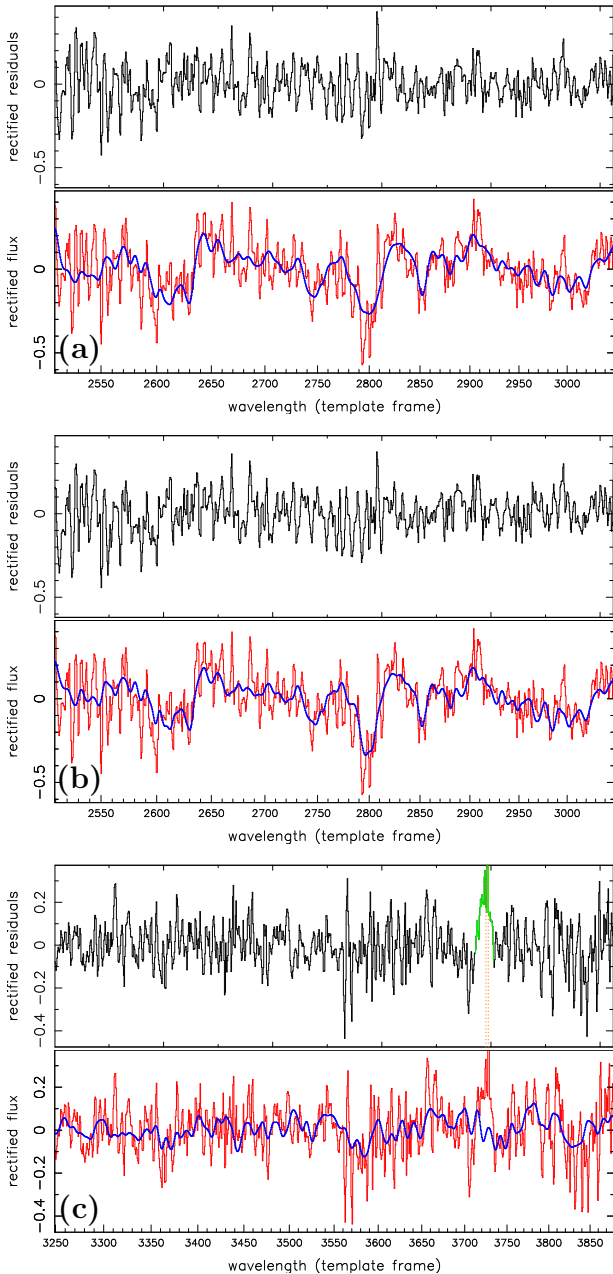 rectified residuals
0
−0.5
rectified flux
0
−0.5
(a)
2550 2600 2650 2700 2750 2800 2850 2900 2950 3000
wavelength (template frame)
rectified residuals
0
−0.5
rectified flux
0
−0.5
(b)
2550 2600 2650 2700 2750 2800 2850 2900 2950 3000
wavelength (template frame)
rectified residuals
0.2
0
−0.2
−0.4
rectified flux
0.2
0
−0.2
−0.4
(c)
3250 3300 3350 3400 3450 3500 3550 3600 3650 3700 3750 3800 3850
wavelength (template frame)